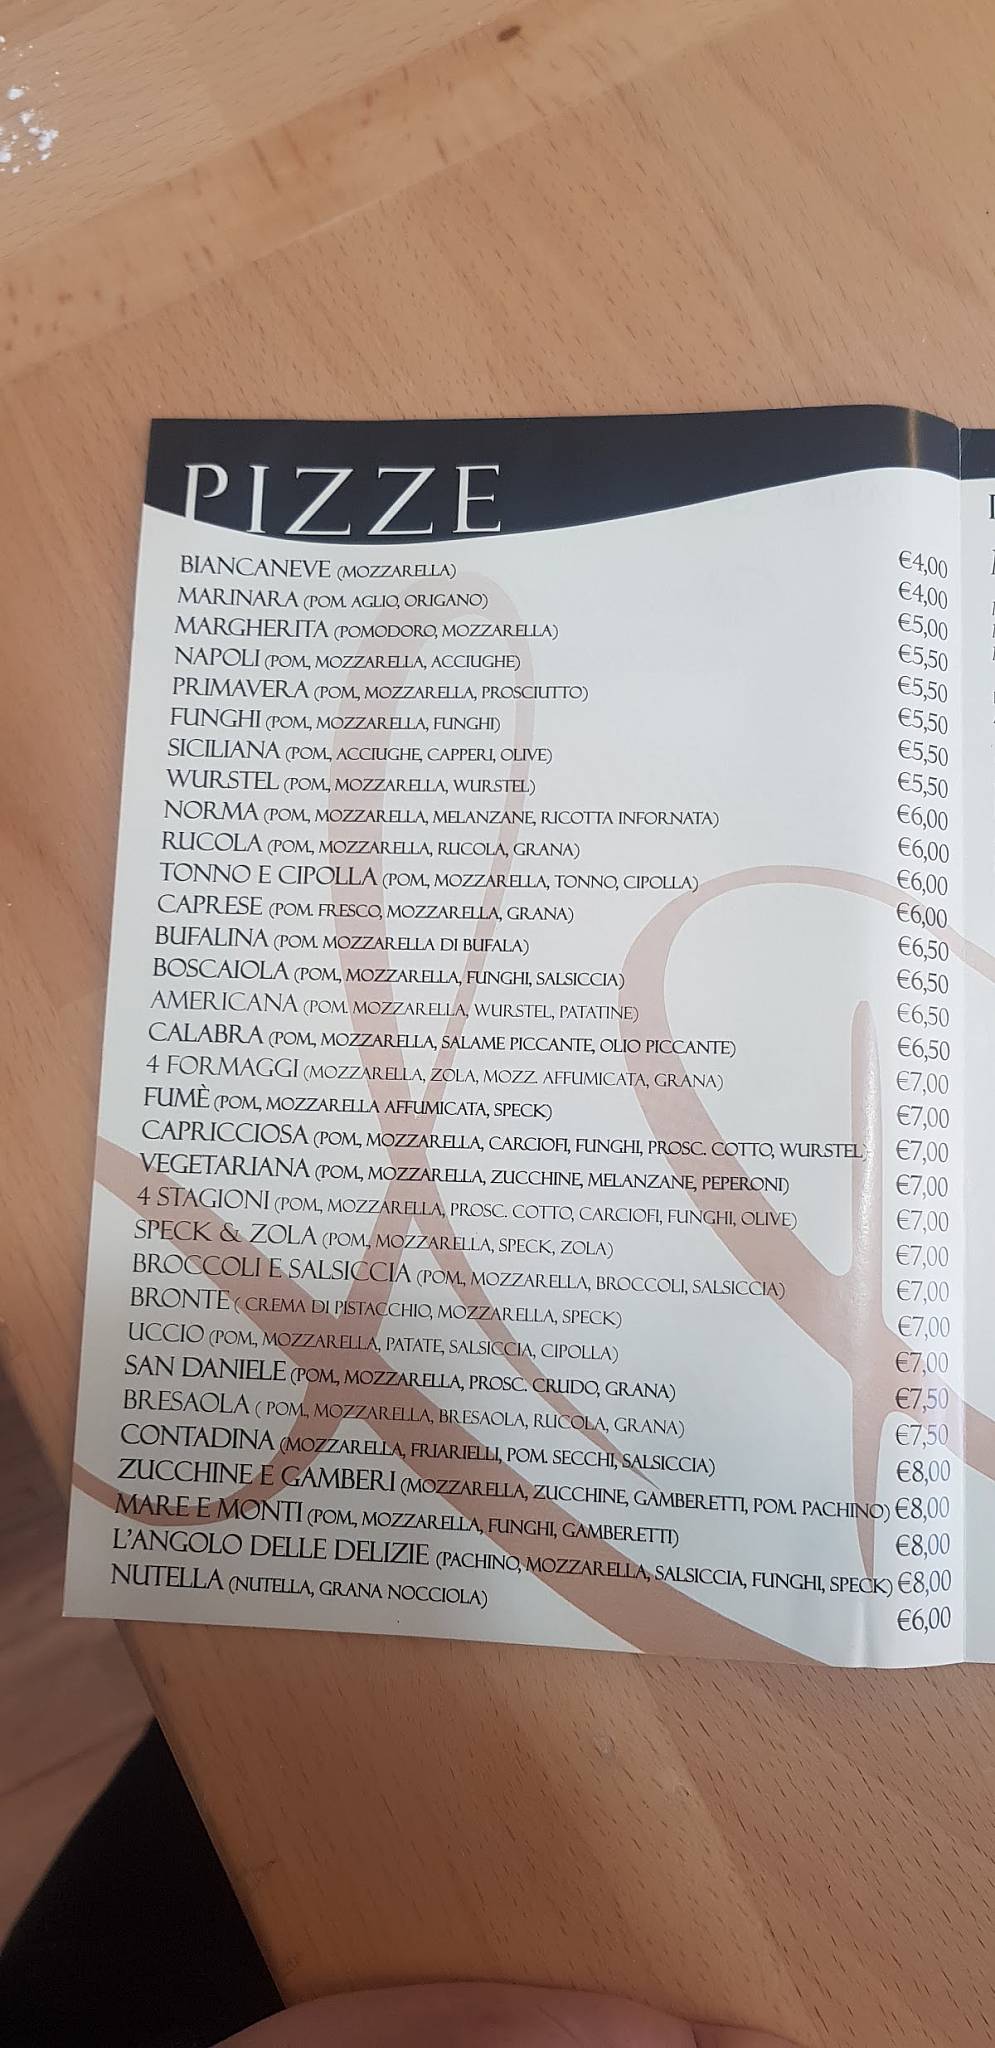 PIZZE
BIANCANEVE (MOZZARELLA) €4,00
MARINARA (POM. AGLIO, ORIGANO) €4,00
MARGHERITA (POMODORO, MOZZARELLA) €5,00
NAPOLI (POM., MOZZARELLA, ACCIUGHE) €5,50
PRIMAVERA (POM., MOZZARELLA, PROSCIUTTO) €5,50
FUNGHI (POM., MOZZARELLA, FUNGHI) €5,50
SICILIANA (POM., ACCIUGHE, CAPPERI, OLIVE) €5,50
WURSTEL (POM., MOZZARELLA, WURSTEL) €5,50
NORMA (POM., MOZZARELLA, MELANZANE, RICOTTA INFORNATA) €6,00
RUCOLA (POM., MOZZARELLA, RUCOLA, GRANA) €6,00
TONNO E CIPOLLA (POM., MOZZARELLA, TONNO, CIPOLLA) €6,00
CAPRESE (POM. FRESCO, MOZZARELLA, GRANA) €6,00
BUFALINA (POM. MOZZARELLA DI BUFALA) €6,50
BOSCAIOLA (POM., MOZZARELLA, FUNGHI, SALSICCIA) €6,50
AMERICANA (POM. MOZZARELLA, WURSTEL, PATATINE) €6,50
CALABRA (POM., MOZZARELLA, SALAME PICCANTE, OLIO PICCANTE) €6,50
4 FORMAGGI (MOZZARELLA, ZOLA, MOZZ. AFFUMICATA, GRANA) €7,00
FUMÈ (POM., MOZZARELLA AFFUMICATA, SPECK) €7,00
CAPRICCIOSA (POM., MOZZARELLA, CARCIOFI, FUNGHI, PROSC. COTTO, WURSTEL) €7,00
VEGETARIANA (POM., MOZZARELLA, ZUCCHINE, MELANZANE, PEPERONI) €7,00
4 STAGIONI (POM., MOZZARELLA, PROSC. COTTO, CARCIOFI, FUNGHI, OLIVE) €7,00
SPECK & ZOLA (POM., MOZZARELLA, SPECK, ZOLA) €7,00
BROCCOLI E SALSICCIA (POM., MOZZARELLA, BROCCOLI, SALSICCIA) €7,00
BRONTE ( CREMA DI PISTACCHIO, MOZZARELLA, SPECK) €7,00
UCCIO (POM., MOZZARELLA, PATATE, SALSICCIA, CIPOLLA) €7,00
SAN DANIELE (POM., MOZZARELLA, PROSC. CRUDO, GRANA) €7,50
BRESAOLA ( POM., MOZZARELLA, BRESAOLA, RUCOLA, GRANA) €7,50
CONTADINA (MOZZARELLA, FRIARIELLI, POM. SECCHI, SALSICCIA) €8,00
ZUCCHINE E GAMBERI (MOZZARELLA, ZUCCHINE, GAMBERETTI, POM. PACHINO) €8,00
MARE E MONTI (POM., MOZZARELLA, FUNGHI, GAMBERETTI) €8,00
L'ANGOLO DELLE DELIZIE (PACHINO, MOZZARELLA, SALSICCIA, FUNGHI, SPECK) €8,00
NUTELLA (NUTELLA, GRANA NOCCIOLA) €6,00